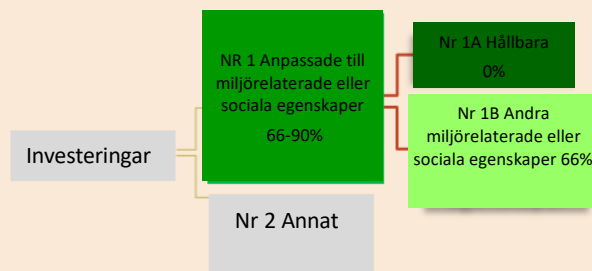 Investeringar
NR 1 Anpassade till
miljörelaterade eller
sociala egenskaper
66-90%
Nr 2 Annat
Nr 1A Hållbara
0%
Nr 1B Andra
miljörelaterade eller
sociala egenskaper 66%